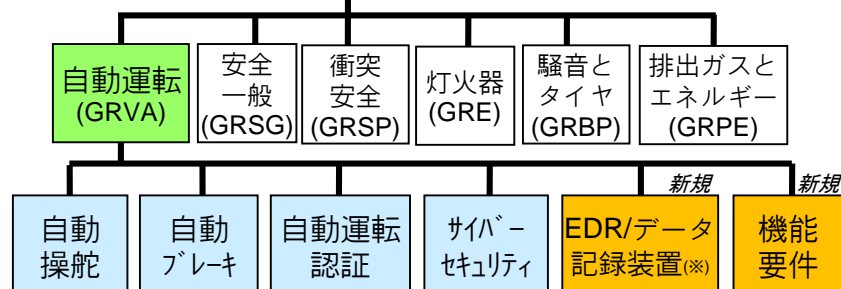 自動運転
(GRVA)
安全
一般
(GRSG)
衝突
安全
(GRSP)
灯火器
(GRE)
騒音と
タイヤ
(GRBP)
排出ガスと
エネルギー
(GRPE)
自動
操舵
自動
ﾌﾞﾚｰｷ
自動運転
認証
ｻｲﾊﾞｰ
ｾｷｭﾘﾃｨ
新規
EDR/データ
記録装置(※)
新規
機能
要件